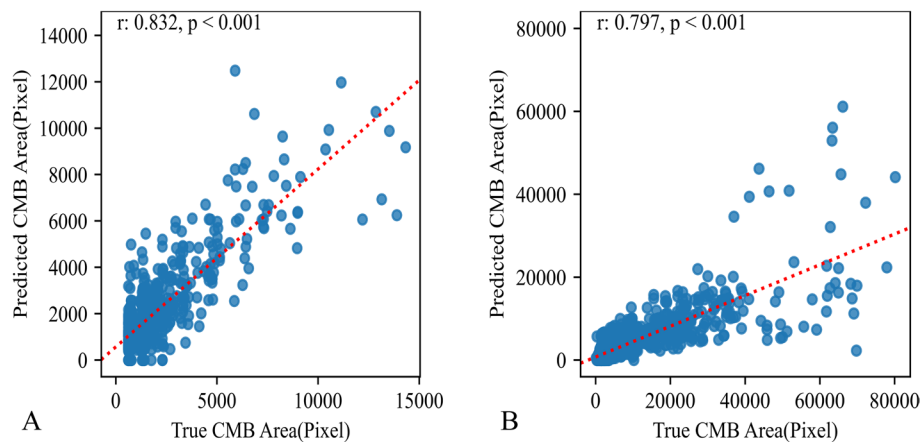 r: 0.832, p < 0.001
14000
12000
10000
8000
6000
4000
2000
0
Predicted CMB Area(Pixel)
0 5000 10000 15000
True CMB Area(Pixel)
A
r: 0.797, p < 0.001
80000
60000
40000
20000
0
Predicted CMB Area(Pixel)
0 20000 40000 60000 80000
True CMB Area(Pixel)
B